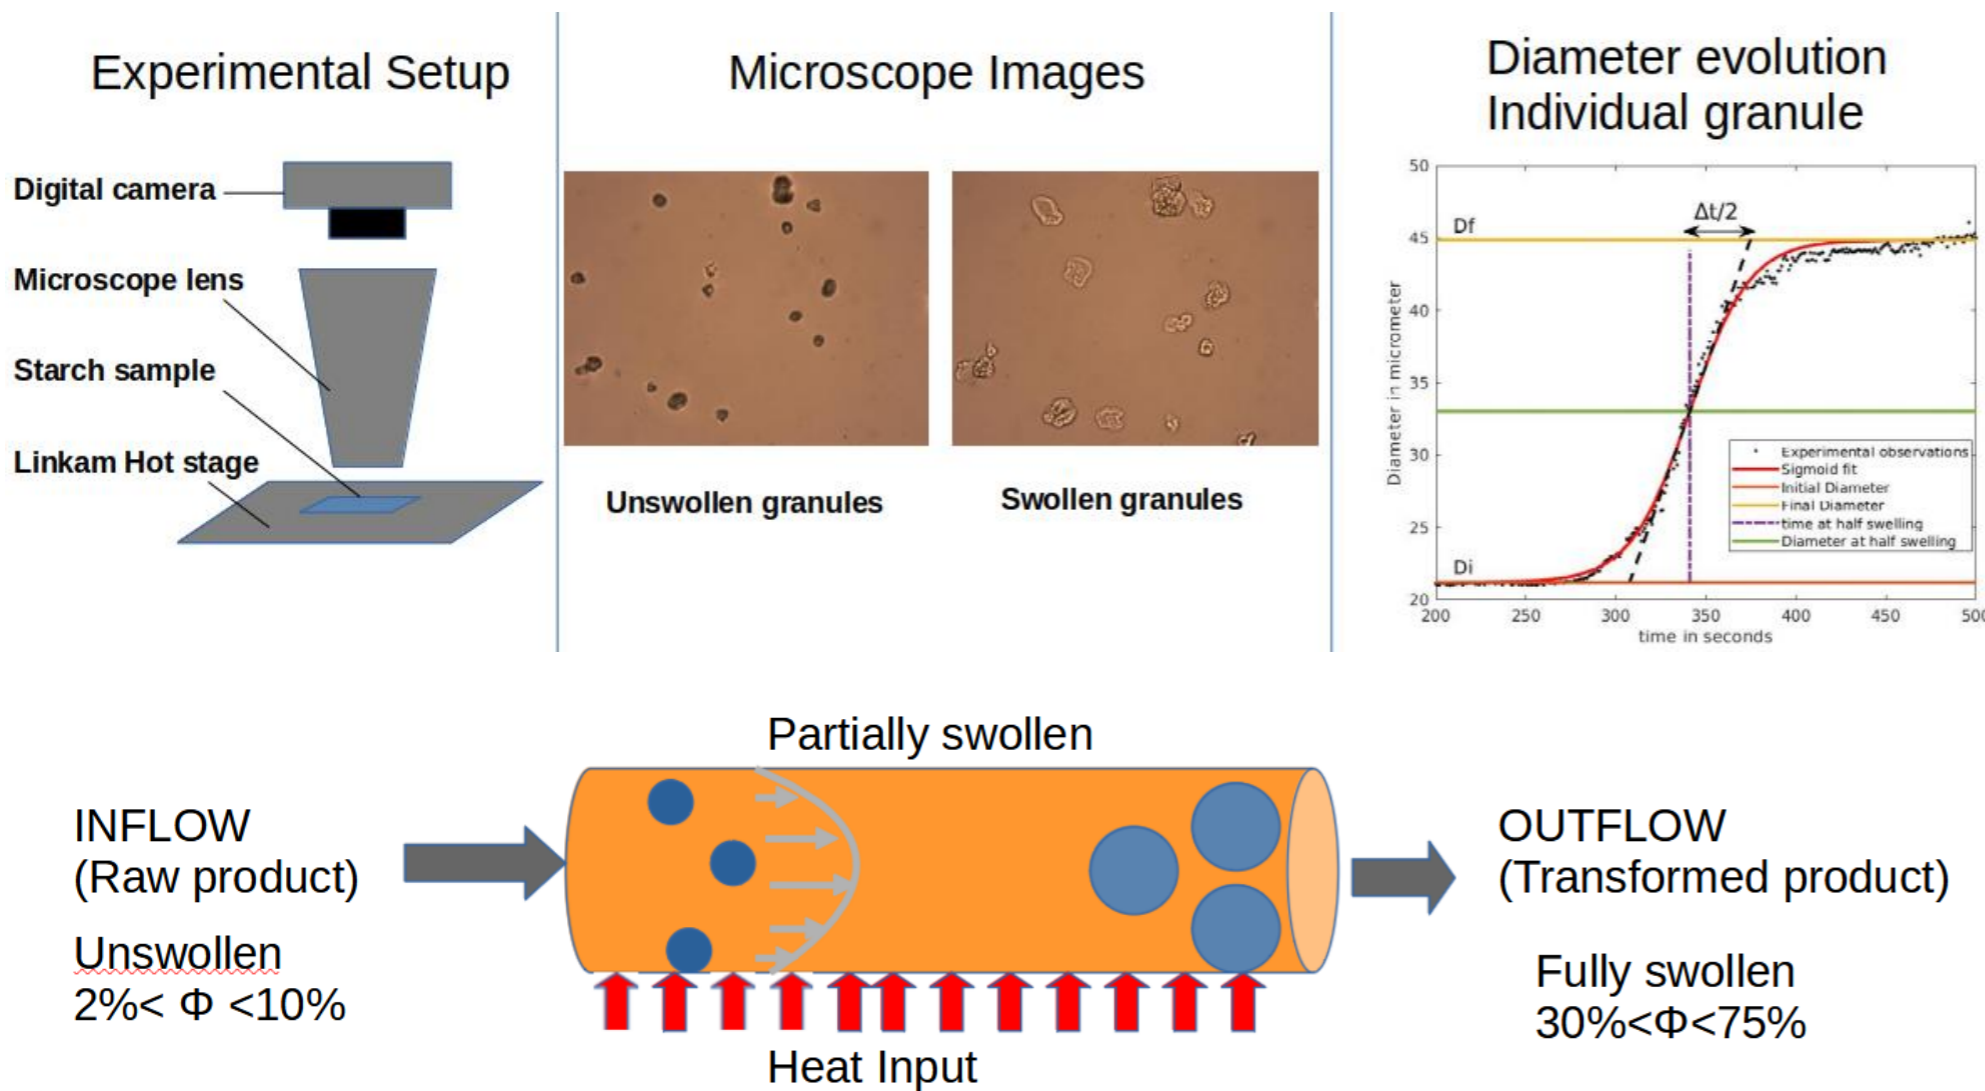 Experimental Setup
Digital camera
Microscope lens
Starch sample
Linkam Hot stage
Microscope Images
Unswollen granules
Swollen granules
Diameter evolution
Individual granule
50
45
40
35
30
25
20
Diameter in micrometer
Df
Δt/2
Di
Experimental observations
Sigmoid fit
Initial Diameter
Final Diameter
time at half swelling
Diameter at half swelling
200
250
300
350
400
450
500
time in seconds
Partially swollen
INFLOW
(Raw product)
Unswollen
2%< Φ <10%
Heat Input
OUTFLOW
(Transformed product)
Fully swollen
30%<Φ<75%